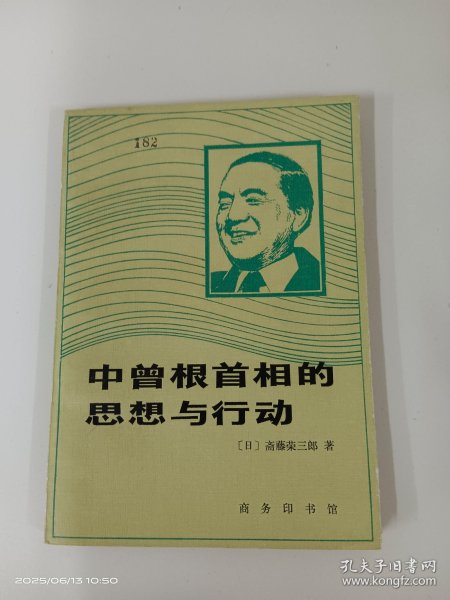 182
中曾根首相的
思想与行动
〔日〕斋藤荣三郎 著
商务印书馆
2025/06/13 10:50
孔夫子旧书网
www.kongfz.com